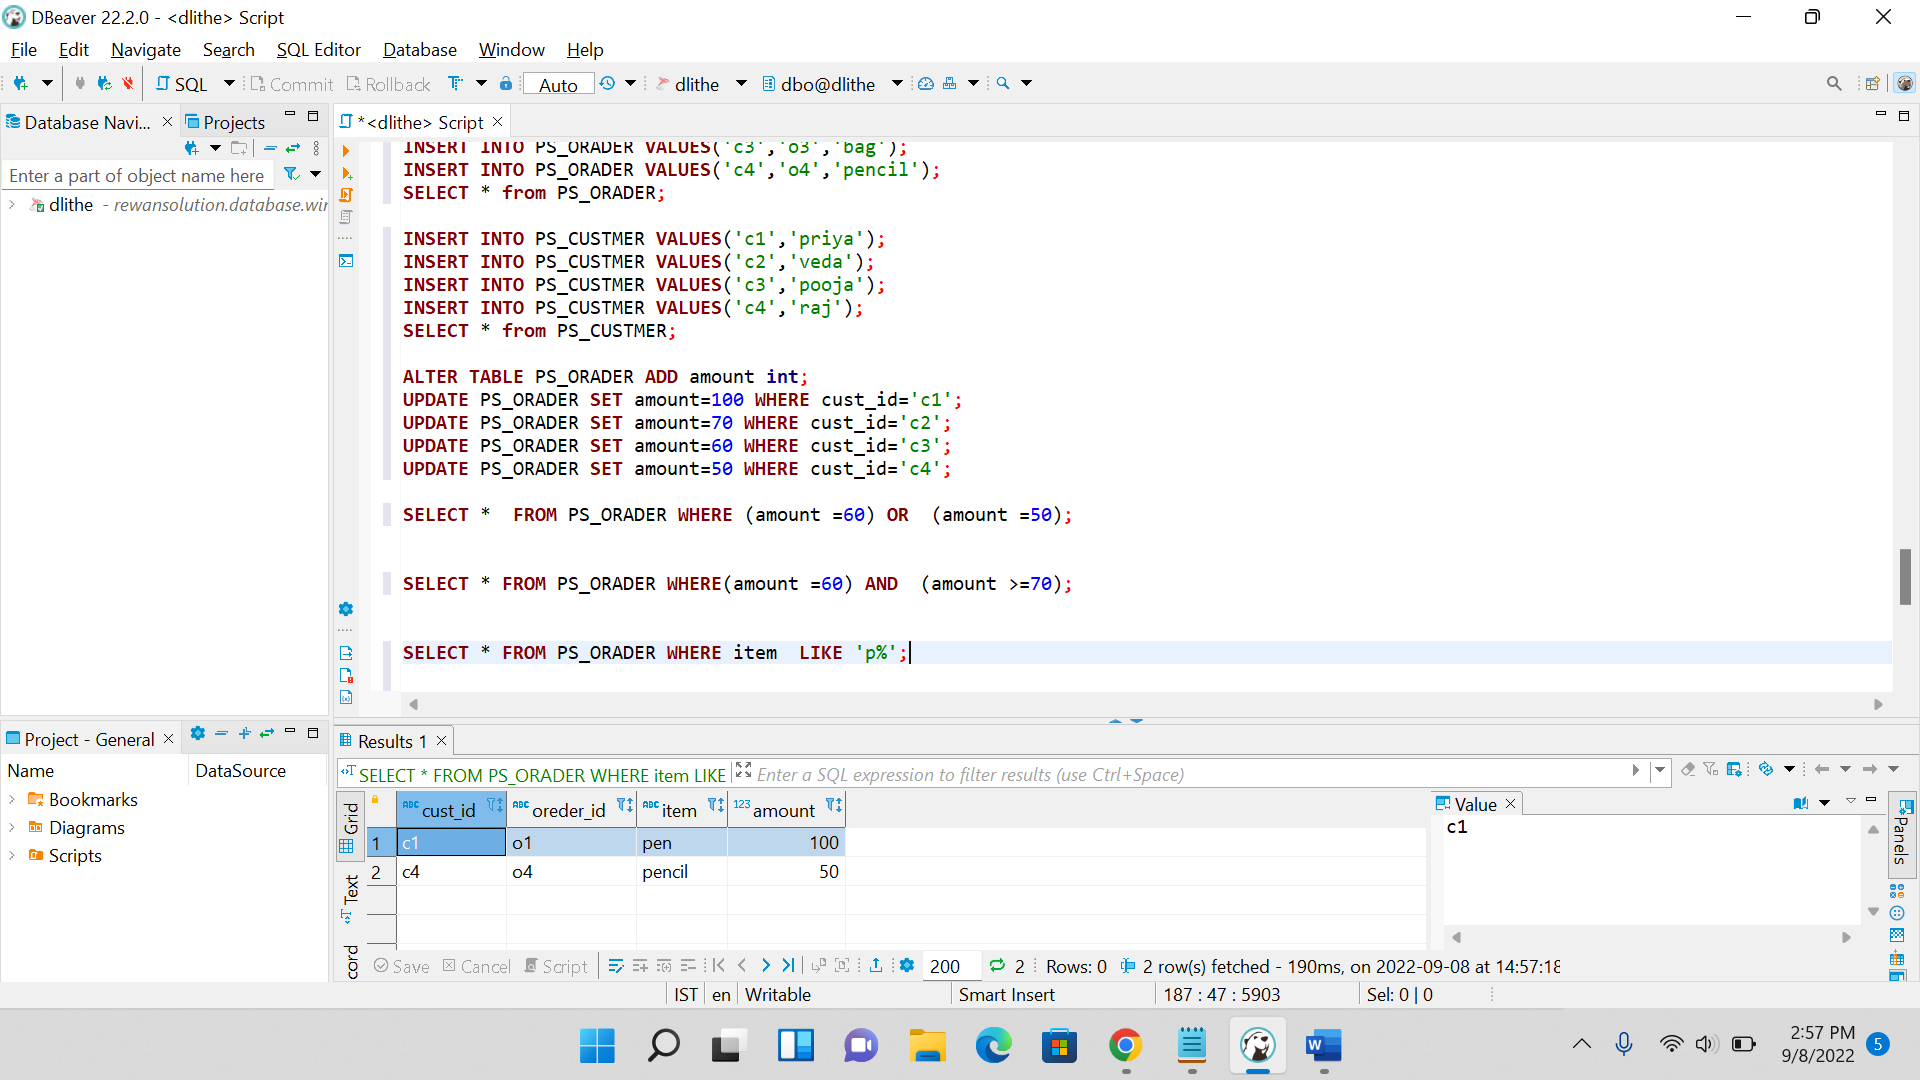 DBeaver 22.2.0 - <dlithe> Script
File Edit Navigate Search SQL Editor Database Window Help
SQL Commit Rollback Auto dlithe dbo@dlithe
Database Navi... Projects
Enter a part of object name here
dlithe - rewansolution.database.wir
*<dlithe> Script
INSERT INTO PS_ORADER VALUES('c3','o3','bag');
INSERT INTO PS_ORADER VALUES('c4','o4','pencil');
SELECT * from PS_ORADER;
INSERT INTO PS_CUSTMER VALUES('c1','priya');
INSERT INTO PS_CUSTMER VALUES('c2','veda');
INSERT INTO PS_CUSTMER VALUES('c3','pooja');
INSERT INTO PS_CUSTMER VALUES('c4','raj');
SELECT * from PS_CUSTMER;
ALTER TABLE PS_ORADER ADD amount int;
UPDATE PS_ORADER SET amount=100 WHERE cust_id='c1';
UPDATE PS_ORADER SET amount=70 WHERE cust_id='c2';
UPDATE PS_ORADER SET amount=60 WHERE cust_id='c3';
UPDATE PS_ORADER SET amount=50 WHERE cust_id='c4';
SELECT *  FROM PS_ORADER WHERE (amount =60) OR  (amount =50);
SELECT * FROM PS_ORADER WHERE(amount =60) AND  (amount >=70);
SELECT * FROM PS_ORADER WHERE item  LIKE 'p%';
Project - General
Name DataSource
Bookmarks
Diagrams
Scripts
Results 1
SELECT * FROM PS_ORADER WHERE item LIKE Enter a SQL expression to filter results (use Ctrl+Space)
Grid
Text
cord
ABC cust_id ABC oreder_id ABC item 123 amount
1 c1 o1 pen 100
2 c4 o4 pencil 50
Value
c1
Panels
Save Cancel Script 200 2 Rows: 0 2 row(s) fetched - 190ms, on 2022-09-08 at 14:57:18
IST en Writable Smart Insert 187 : 47 : 5903 Sel: 0 | 0
2:57 PM
9/8/2022
5